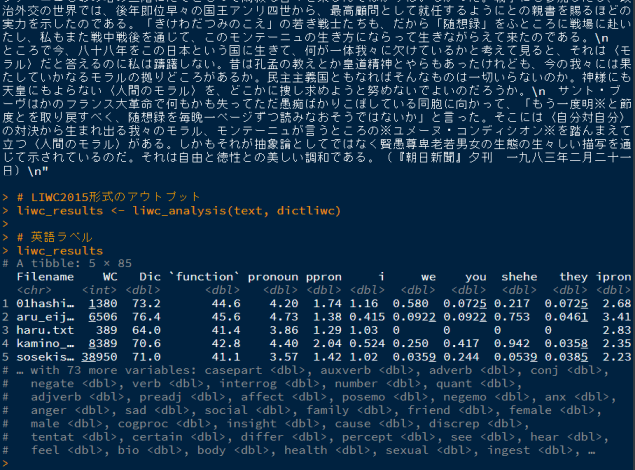 力外交の世界では、後年即位早々の国王アンリ四世から、最高顧問として就任するようにとの親書を賜るほどの
実力を示したのである。「きけわだつみのこえ」の若き戦士たちも、だから「随想録」をふところに戦場に赴い
たし、私もまた戦中戦後を通じて、このモンテーニュの生き方にならって生きながらえて来たのである。\n
ところで今、八十八年をこの日本という国に生きて、何が一体我々に欠けているかと考えて見ると、それは〈モ
ラル〉だと答えるのに私は躊躇しない。昔は孔孟の教えとか皇道精神とやらもあったけれども、今の我々には果
たしていかなるモラルの拠りどころがあるか。民主主義国ともなればそんなものは一切いらないのか。神様にも
天皇にもよらない〈人間のモラル〉を、どこかに捜し求めようと努めないでよいのだろうか。\n　サント・ブ
ーヴはかのフランス大革命で何もかも失ってただ愚痴ばかりこぼしている同胞に向かって、「もう一度明※と節
度とを取り戻すべく、随想録を毎晩一ページずつ読みなおそうではないか」と言った。そこには〈自分対自分〉
の対決から生まれ出る我々のモラル、モンテーニュが言うところの※ユメーヌ・コンディシオン※を踏んまえて
立つ〈人間のモラル〉がある。しかもそれが抽象論としてではなく賢愚尊卑老若男女の生態の生々しい描写を通
じて示されているのだ。それは自由と徳性との美しい調和である。（『朝日新聞』夕刊　一九八三年二月二十一
日）\n"
> # LIWC2015形式のアウトプット
> liwc_results <- liwc_analysis(text, dictliwc)
>
> # 英語ラベル
> liwc_results
# A tibble: 5 × 85
Filename WC Dic `function` pronoun ppron i we you shehe they ipron
<chr> <int> <dbl> <dbl> <dbl> <dbl> <dbl> <dbl> <dbl> <dbl> <dbl> <dbl>
1 01hashi… 1380 73.2 44.6 4.20 1.74 1.16 0.580 0.0725 0.217 0.0725 2.68
2 aru_eij… 6506 76.4 45.6 4.73 1.38 0.415 0.0922 0.0922 0.753 0.0461 3.41
3 haru.txt 389 64.0 41.4 3.86 1.29 1.03 0 0 0 0 2.83
4 kamino_… 8389 70.6 42.8 4.40 2.04 0.524 0.250 0.417 0.942 0.0358 2.35
5 sosekis… 38950 71.0 41.1 3.57 1.42 1.02 0.0359 0.244 0.0539 0.0385 2.23
# … with 73 more variables: casepart <dbl>, auxverb <dbl>, adverb <dbl>, conj <dbl>,
# negate <dbl>, verb <dbl>, interrog <dbl>, number <dbl>, quant <dbl>,
# adjverb <dbl>, preadj <dbl>, affect <dbl>, posemo <dbl>, negemo <dbl>, anx <dbl>,
# anger <dbl>, sad <dbl>, social <dbl>, family <dbl>, friend <dbl>, female <dbl>,
# male <dbl>, cogproc <dbl>, insight <dbl>, cause <dbl>, discrep <dbl>,
# tentat <dbl>, certain <dbl>, differ <dbl>, percept <dbl>, see <dbl>, hear <dbl>,
# feel <dbl>, bio <dbl>, body <dbl>, health <dbl>, sexual <dbl>, ingest <dbl>, …
>